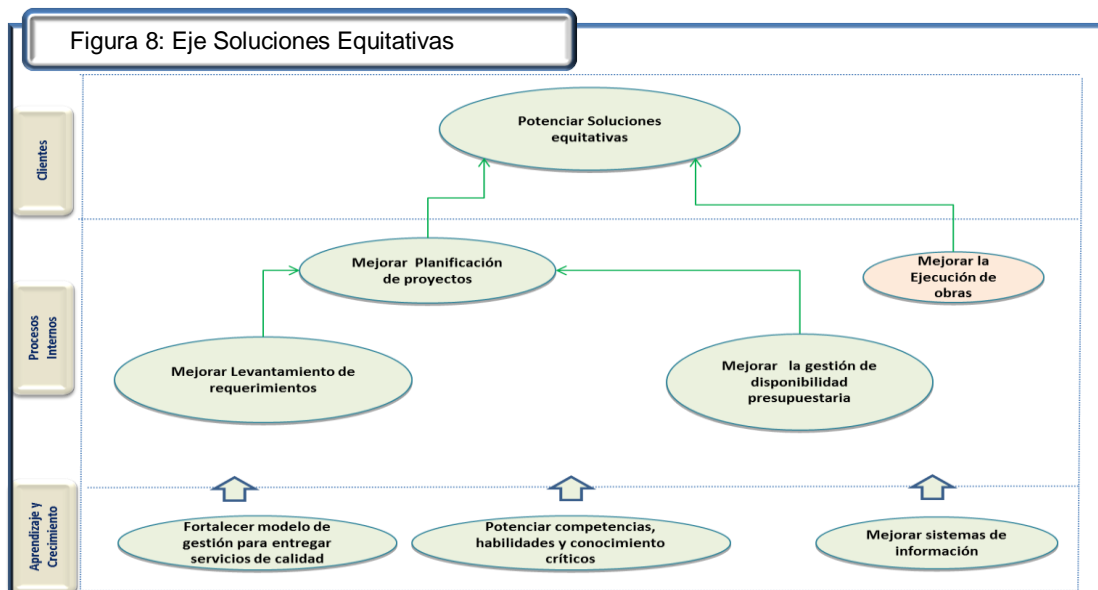 Figura 8: Eje Soluciones Equitativas
Clientes
Potenciar Soluciones
equitativas
Procesos
Internos
Mejorar Planificación
de proyectos
Mejorar la
Ejecución de
obras
Mejorar Levantamiento de
requerimientos
Mejorar la gestión de
disponibilidad
presupuestaria
Aprendizaje y
Crecimiento
Fortalecer modelo de
gestión para entregar
servicios de calidad
Potenciar competencias,
habilidades y conocimiento
críticos
Mejorar sistemas de
información